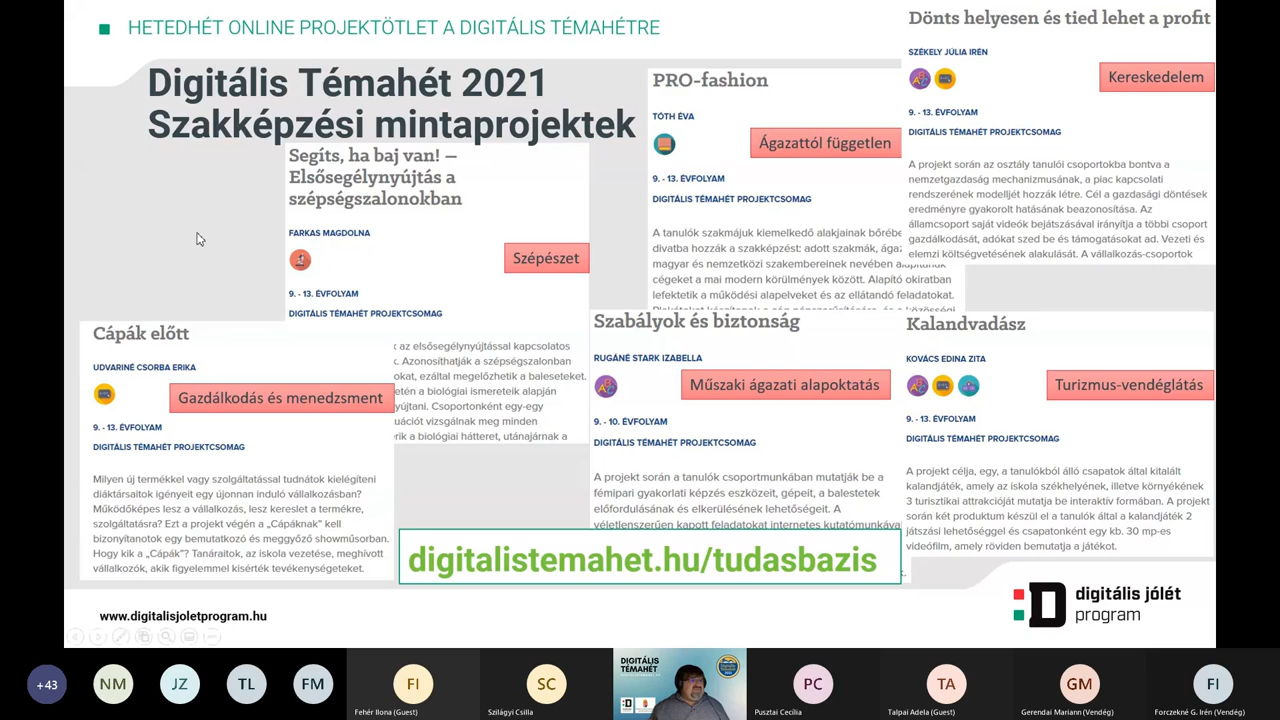 HETEDHÉT ONLINE PROJEKTÖTLET A DIGITÁLIS TÉMAHÉTRE
Digitális Témahét 2021
Szakképzési mintaprojektek
Dönts helyesen és tied lehet a profit
SZÉKELY JÚLIA IRÉN
Kereskedelem
9. - 13. ÉVFOLYAM
DIGITÁLIS TÉMAHÉT PROJEKTCSOMAG
A projekt során az osztály tanulói csoportokba bontva a
nemzetgazdaság mechanizmusának, a piac kapcsolati
rendszerének modelljét hozzák létre. Cél a gazdasági döntések
eredményre gyakorolt hatásának beazonosítása. Az
államcsoport saját videók bejátszásával irányítja a többi csoport
gazdálkodását, adókat szed be és támogatásokat ad. Vezeti és
elemzi költségvetésének alakulását. A vállalkozás-csoportok
PRO-fashion
TÓTH ÉVA
Ágazattól független
9. - 13. ÉVFOLYAM
DIGITÁLIS TÉMAHÉT PROJEKTCSOMAG
A tanulók szakmájuk kiemelkedő alakjainak bőrébe
divatba hozzák a szakképzést: adott szakmák, ága
magyar és nemzetközi szakembereinek nevében
cégeket a mai modern körülmények között. Alapító okiratban
lefektetik a működési alapelveket és az ellátandó feladatokat.
Segíts, ha baj van! –
Elsősegélynyújtás a
szépségszalonokban
FARKAS MAGDOLNA
Szépészet
9. - 13. ÉVFOLYAM
DIGITÁLIS TÉMAHÉT PROJEKTCSOMAG
az elsősegélynyújtással kapcsolatos
k. Azonosíthatják a szépségszalonban
okat, ezáltal megelőzhetik a baleseteket.
etén a biológiai ismereteik alapján
yújtani. Csoportonként egy-egy
uációt vizsgálnak meg minden
erik a biológiai hátteret, utánajárnak a
Cápák előtt
UDVARINÉ CSORBA ERIKA
Gazdálkodás és menedzsment
9. - 13. ÉVFOLYAM
DIGITÁLIS TÉMAHÉT PROJEKTCSOMAG
Milyen új termékkel vagy szolgáltatással tudnátok kielégíteni
diáktársaitok igényeit egy újonnan induló vállalkozásban?
Működőképes lesz a vállalkozás, lesz kereslet a termékre,
szolgáltatásra? Ezt a projekt végén a „Cápáknak” kell
bizonyítanotok egy bemutatkozó és meggyőző showműsorban.
Hogy kik a „Cápák”? Tanáraitok, az iskola vezetése, meghívott
vállalkozók, akik figyelemmel kísérték tevékenységeteket.
Szabályok és biztonság
RUGÁNÉ STARK IZABELLA
Műszaki ágazati alapoktatás
9. - 10. ÉVFOLYAM
DIGITÁLIS TÉMAHÉT PROJEKTCSOMAG
A projekt során a tanulók csoportmunkában mutatják be a
fémipari gyakorlati képzés eszközeit, gépeit, a balestetek
előfordulásának és elkerülésének lehetőségeit. A
véletlenszerűen kapott feladatokat internetes kutatómunkával
Kalandvadász
KOVÁCS EDINA ZITA
Turizmus-vendéglátás
9. - 13. ÉVFOLYAM
DIGITÁLIS TÉMAHÉT PROJEKTCSOMAG
A projekt célja, egy, a tanulókból álló csapatok által kitalált
kalandjáték, amely az iskola székhelyének, illetve környékének
3 turisztikai attrakcióját mutatja be interaktív formában. A projekt
során két produktum készül el a tanulók által a kalandjáték 2
játszási lehetőséggel és csapatonként egy kb. 30 mp-es
videófilm, amely röviden bemutatja a játékot.
digitalistemahet.hu/tudasbazis
www.digitalisjoletprogram.hu
digitális jólét
program
+43
NM
JZ
TL
FM
FI
Fehér Ilona (Guest)
SC
Szilágyi Csilla
DIGITÁLIS
TÉMAHÉT
PC
Pusztai Cecília
TA
Talpai Adela (Guest)
GM
Gerendai Mariann (Vendég)
FI
Forczekné G. Irén (Vendég)